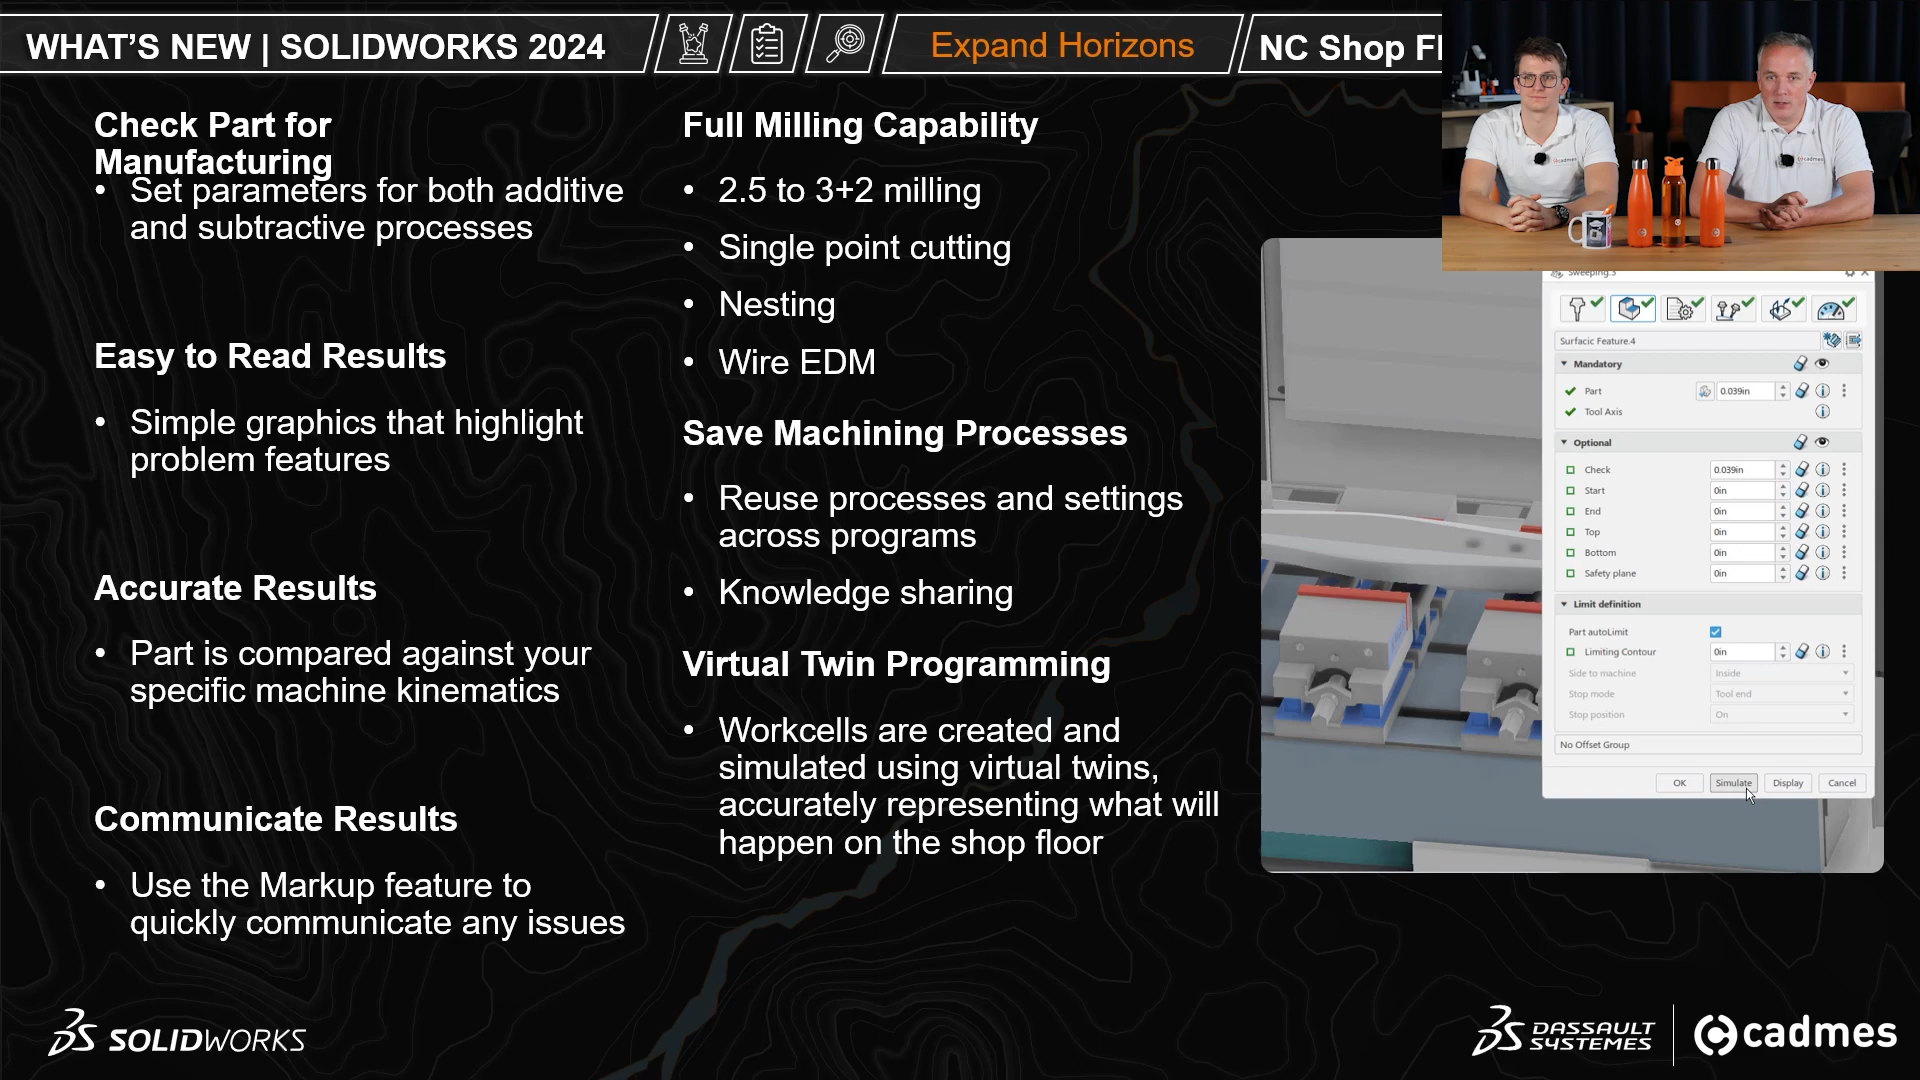 WHAT'S NEW | SOLIDWORKS 2024
Expand Horizons
NC Shop Fl
Check Part for
Manufacturing
• Set parameters for both additive
and subtractive processes
Easy to Read Results
• Simple graphics that highlight
problem features
Accurate Results
• Part is compared against your
specific machine kinematics
Communicate Results
• Use the Markup feature to
quickly communicate any issues
Full Milling Capability
• 2.5 to 3+2 milling
• Single point cutting
• Nesting
• Wire EDM
Save Machining Processes
• Reuse processes and settings
across programs
• Knowledge sharing
Virtual Twin Programming
• Workcells are created and
simulated using virtual twins,
accurately representing what will
happen on the shop floor
cadmes
cadmes
Sweeping.3
Surfacic Feature.4
Mandatory
Part 0.039in
Tool Axis
Optional
Check 0.039in
Start 0in
End 0in
Top 0in
Bottom 0in
Safety plane 0in
Limit definition
Part autoLimit
Limiting Contour 0in
Side to machine Inside
Stop mode Tool end
Stop position On
No Offset Group
OK Simulate Display Cancel
SOLIDWORKS
DASSAULT
SYSTEMES
cadmes